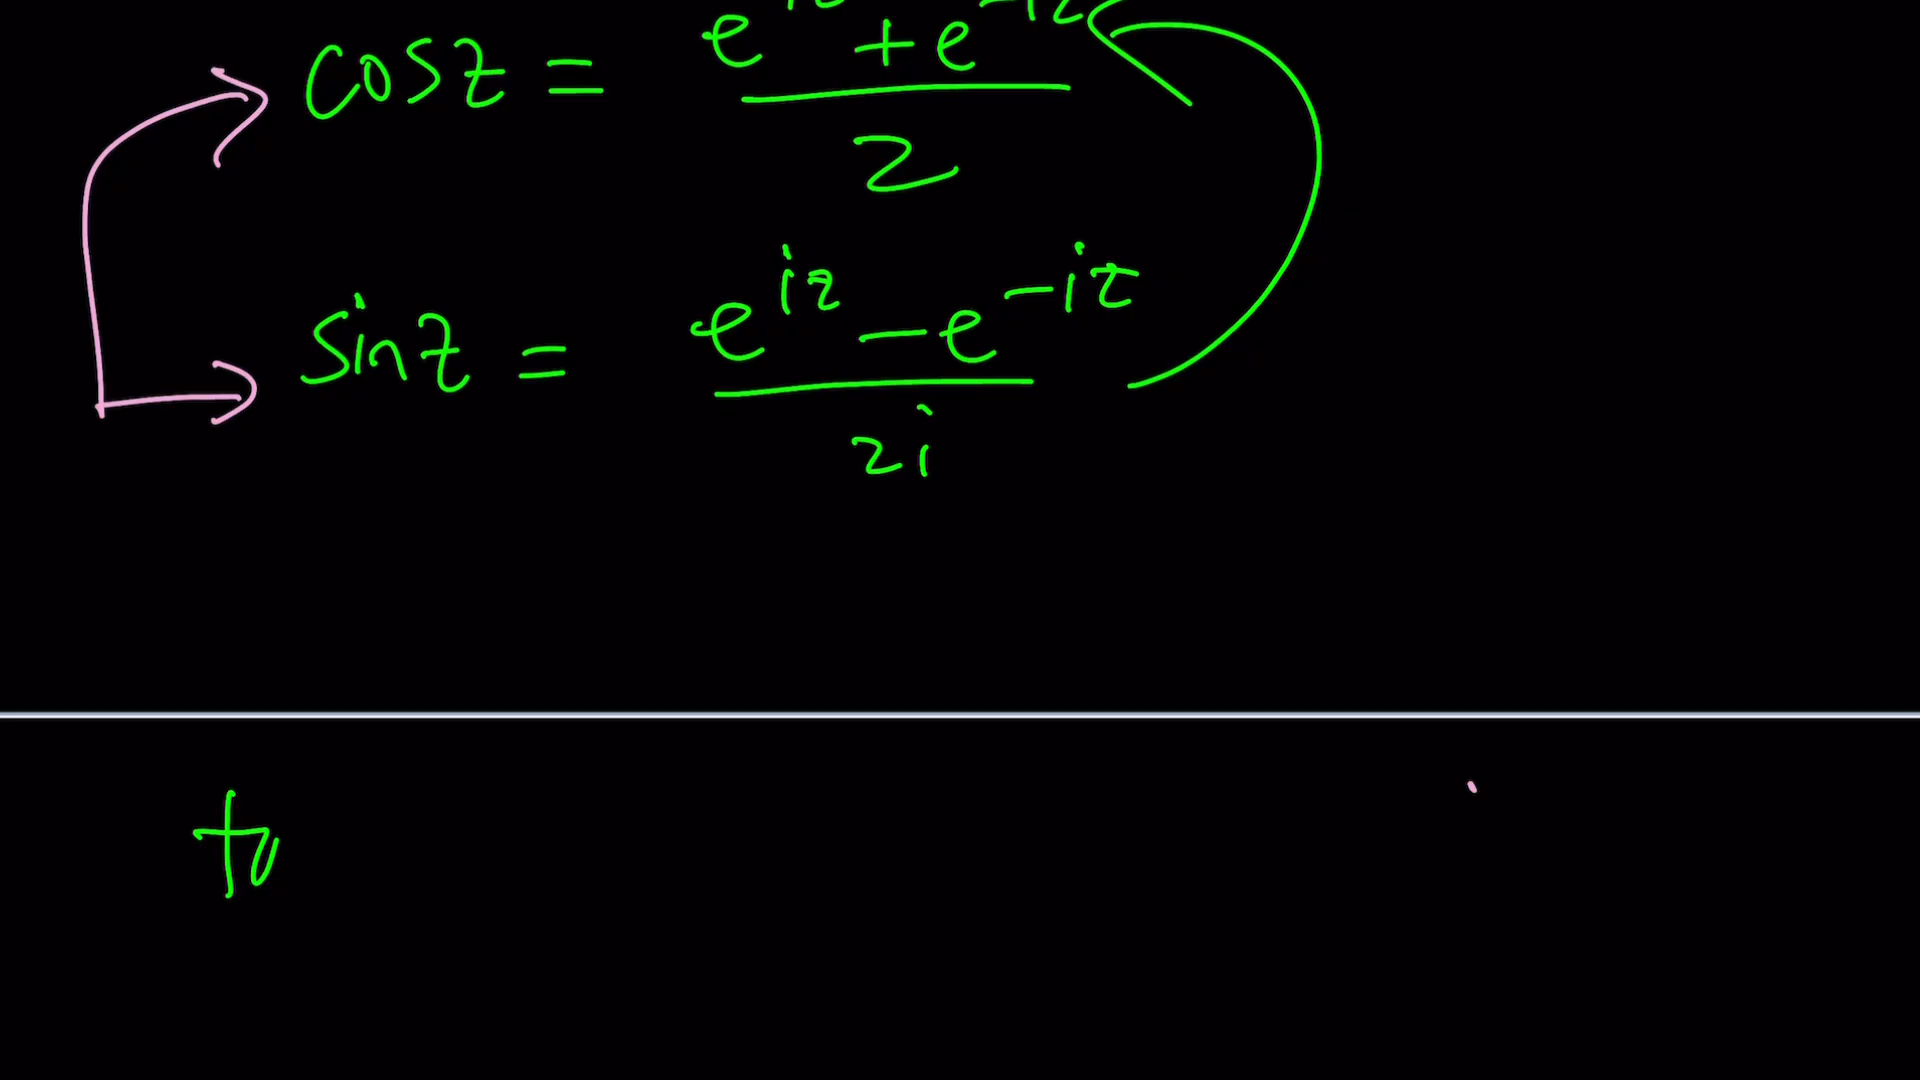 cos z = e^{iz} + e^{-iz} / 2
sin z = e^{iz} - e^{-iz} / 2i